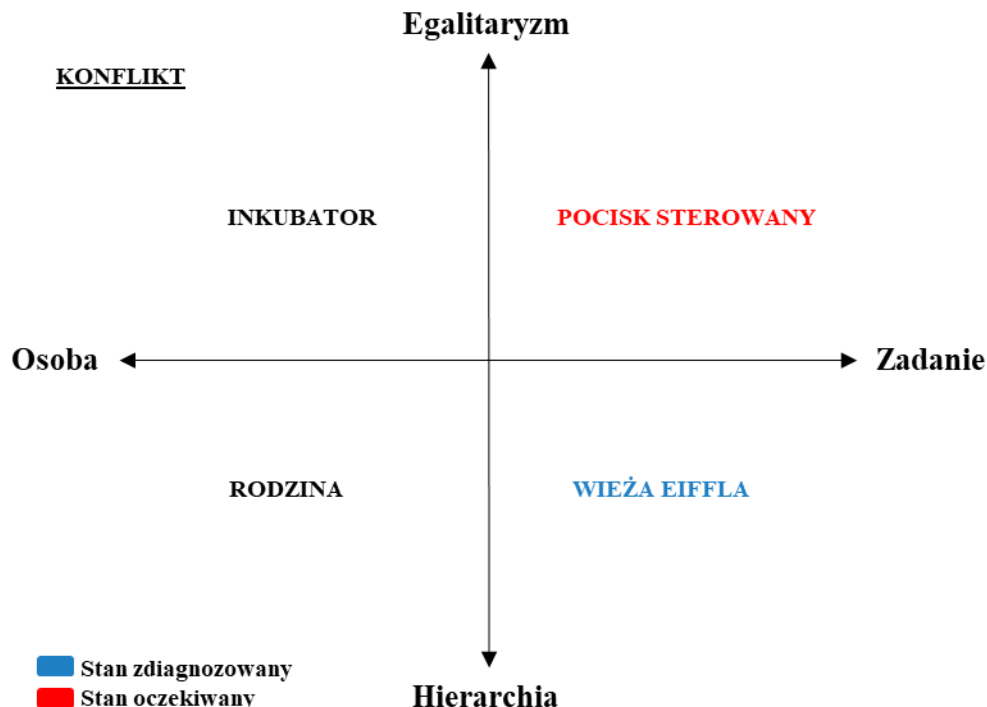 Egalitaryzm
KONFLIKT
INKUBATOR
POCISK STEROWANY
Osoba
Zadanie
RODZINA
WIEŻA EIFFLA
Stan zdiagnozowany
Stan oczekiwany
Hierarchia